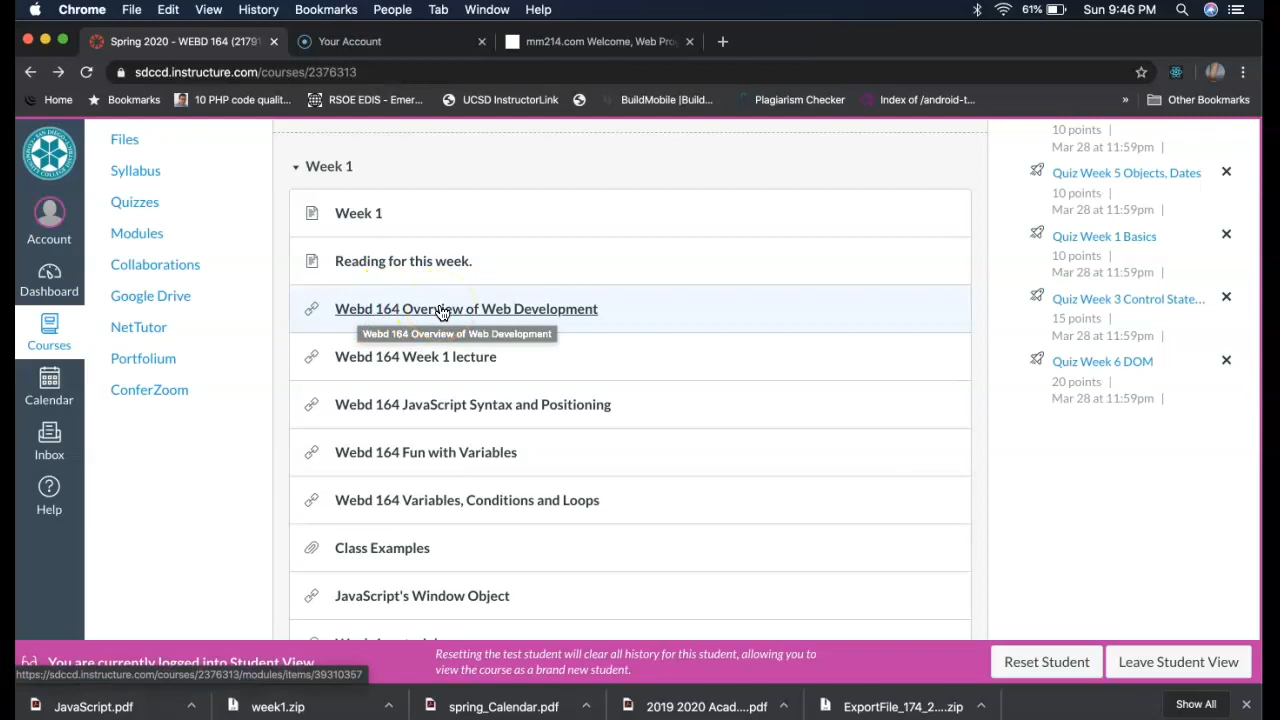 Chrome File Edit View History Bookmarks People Tab Window Help 61% Sun 9:46 PM
Spring 2020 - WEBD 164 (2179
Your Account
mm214.com Welcome, Web Pro
sdccd.instructure.com/courses/2376313
Home Bookmarks 10 PHP code qualit... RSOE EDIS - Emer... UCSD InstructorLink BuildMobile |Build... Plagiarism Checker Index of /android-t... » Other Bookmarks
Account
Dashboard
Courses
Calendar
Inbox
Help
Files
Syllabus
Quizzes
Modules
Collaborations
Google Drive
NetTutor
Portfolium
ConferZoom
Week 1
Week 1
Reading for this week.
Webd 164 Overview of Web Development
Webd 164 Overview of Web Development
Webd 164 Week 1 lecture
Webd 164 JavaScript Syntax and Positioning
Webd 164 Fun with Variables
Webd 164 Variables, Conditions and Loops
Class Examples
JavaScript's Window Object
10 points |
Mar 28 at 11:59pm |
Quiz Week 5 Objects, Dates
10 points |
Mar 28 at 11:59pm |
Quiz Week 1 Basics
10 points |
Mar 28 at 11:59pm |
Quiz Week 3 Control State...
15 points |
Mar 28 at 11:59pm |
Quiz Week 6 DOM
20 points |
Mar 28 at 11:59pm |
You are currently logged into Student View
Resetting the test student will clear all history for this student, allowing you to
view the course as a brand new student.
Reset Student
Leave Student View
https://sdccd.instructure.com/courses/2376313/modules/items/39310357
JavaScript.pdf week1.zip spring_Calendar.pdf 2019 2020 Acad....pdf ExportFile_174_2....zip Show All